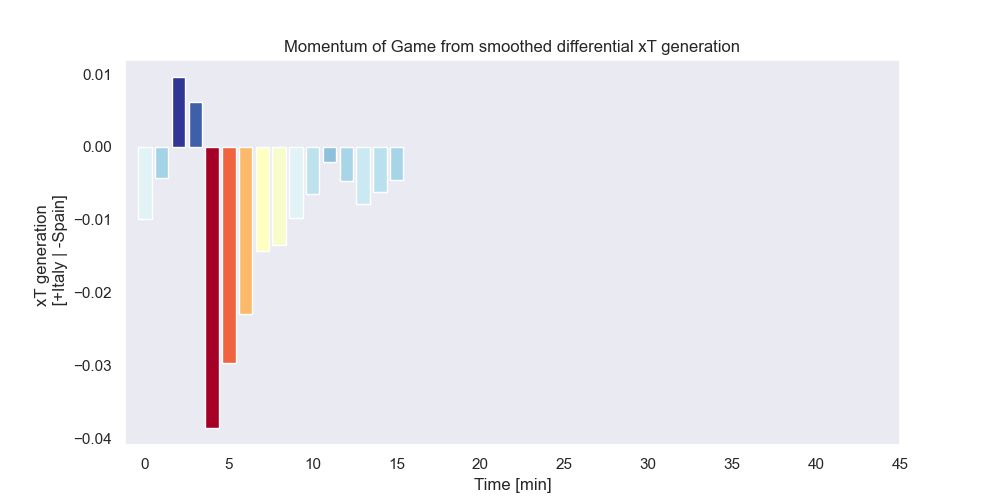 Momentum of Game from smoothed differential xT generation
xT generation
[+Italy | -Spain]
0.01
0.00
−0.01
−0.02
−0.03
−0.04
0 5 10 15 20 25 30 35 40 45
Time [min]